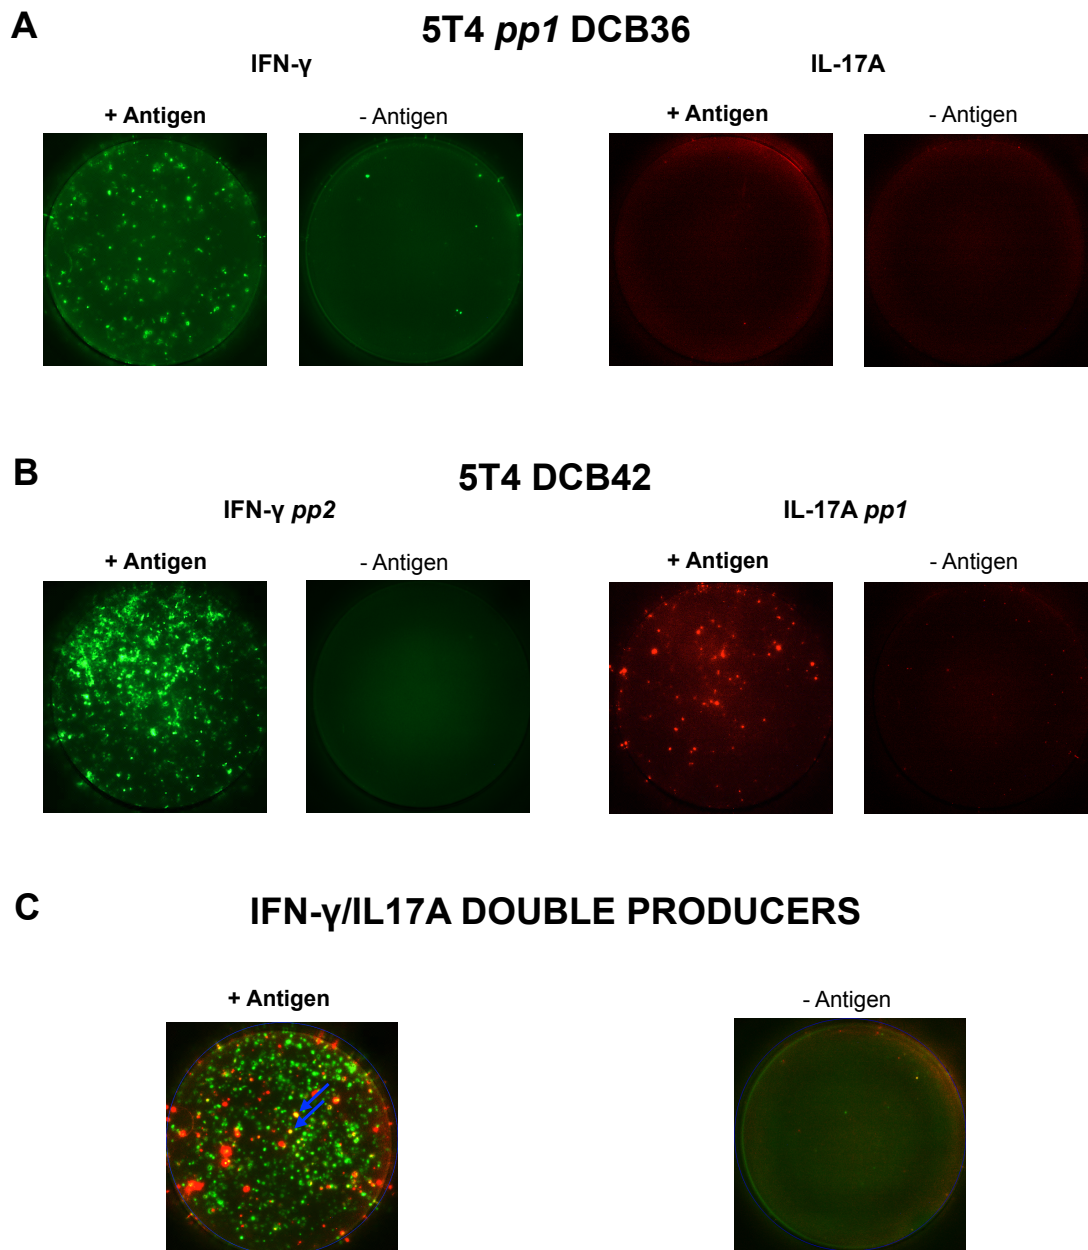 A
5T4 pp1 DCB36
IFN-γ
IL-17A
+ Antigen
- Antigen
+ Antigen
- Antigen
B
5T4 DCB42
IFN-γ pp2
IL-17A pp1
+ Antigen
- Antigen
+ Antigen
- Antigen
C
IFN-γ/IL17A DOUBLE PRODUCERS
+ Antigen
- Antigen